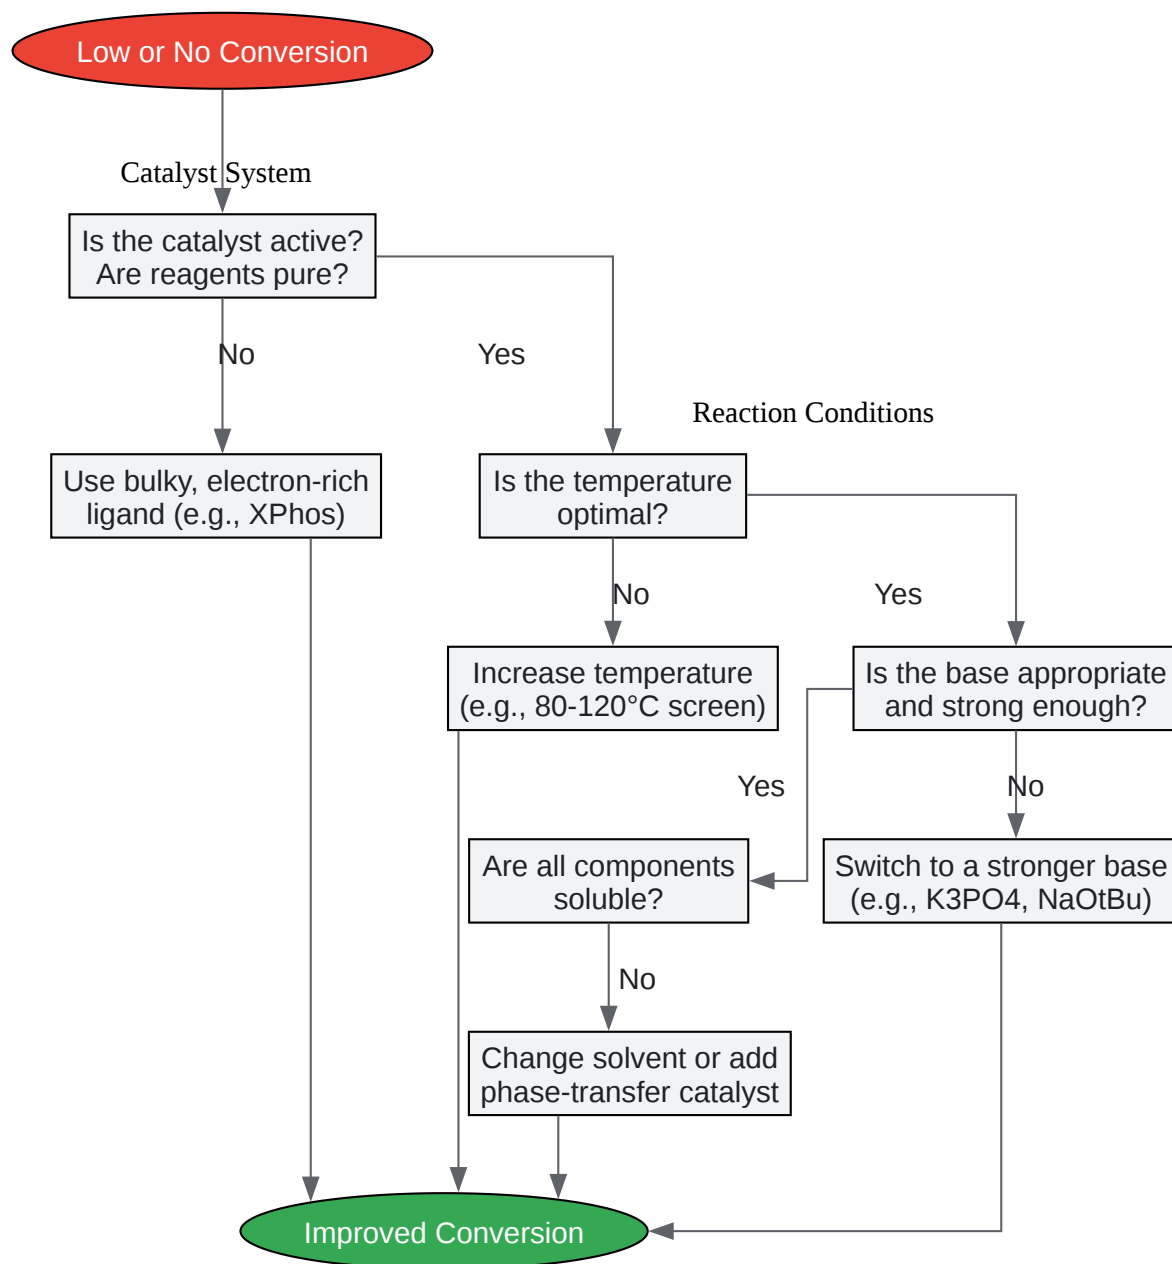 Low or No Conversion
Catalyst System
Is the catalyst active?
Are reagents pure?
No
Yes
Reaction Conditions
Use bulky, electron-rich
ligand (e.g., XPhos)
Is the temperature
optimal?
No
Yes
Increase temperature
(e.g., 80-120°C screen)
Is the base appropriate
and strong enough?
Yes
No
Are all components
soluble?
Switch to a stronger base
(e.g., K3PO4, NaOtBu)
No
Change solvent or add
phase-transfer catalyst
Improved Conversion